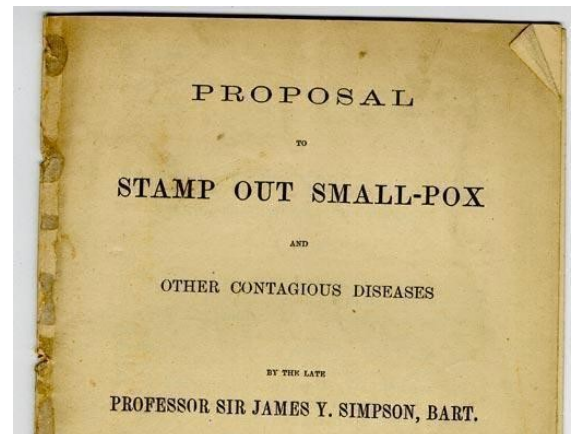 PROPOSAL
TO
STAMP OUT SMALL-POX
AND
OTHER CONTAGIOUS DISEASES
BY THE LATE
PROFESSOR SIR JAMES Y. SIMPSON, BART.